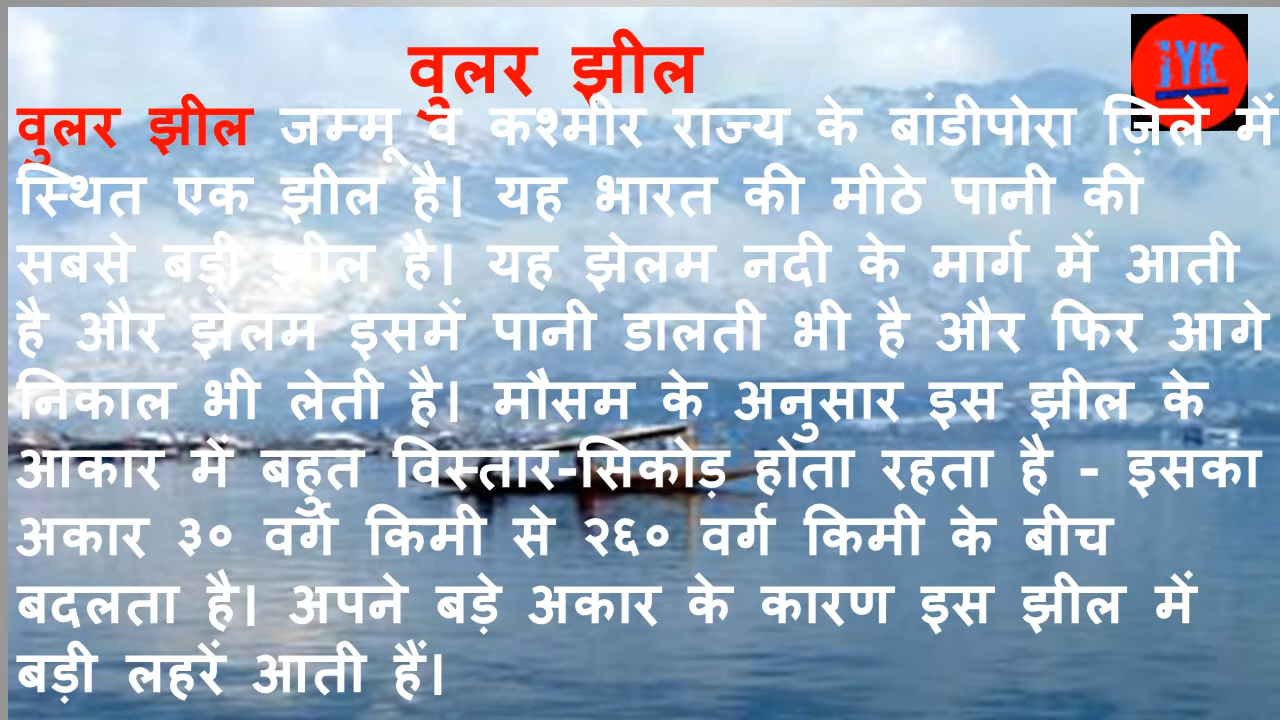 वुलर झील
IYK
वुलर झील जम्मू व कश्मीर राज्य के बांडीपोरा ज़िले में
स्थित एक झील है। यह भारत की मीठे पानी की
सबसे बड़ी झील है। यह झेलम नदी के मार्ग में आती
है और झेलम इसमें पानी डालती भी है और फिर आगे
निकाल भी लेती है। मौसम के अनुसार इस झील के
आकार में बहुत विस्तार-सिकोड़ होता रहता है - इसका
अकार ३० वर्ग किमी से २६० वर्ग किमी के बीच
बदलता है। अपने बड़े अकार के कारण इस झील में
बड़ी लहरें आती हैं।